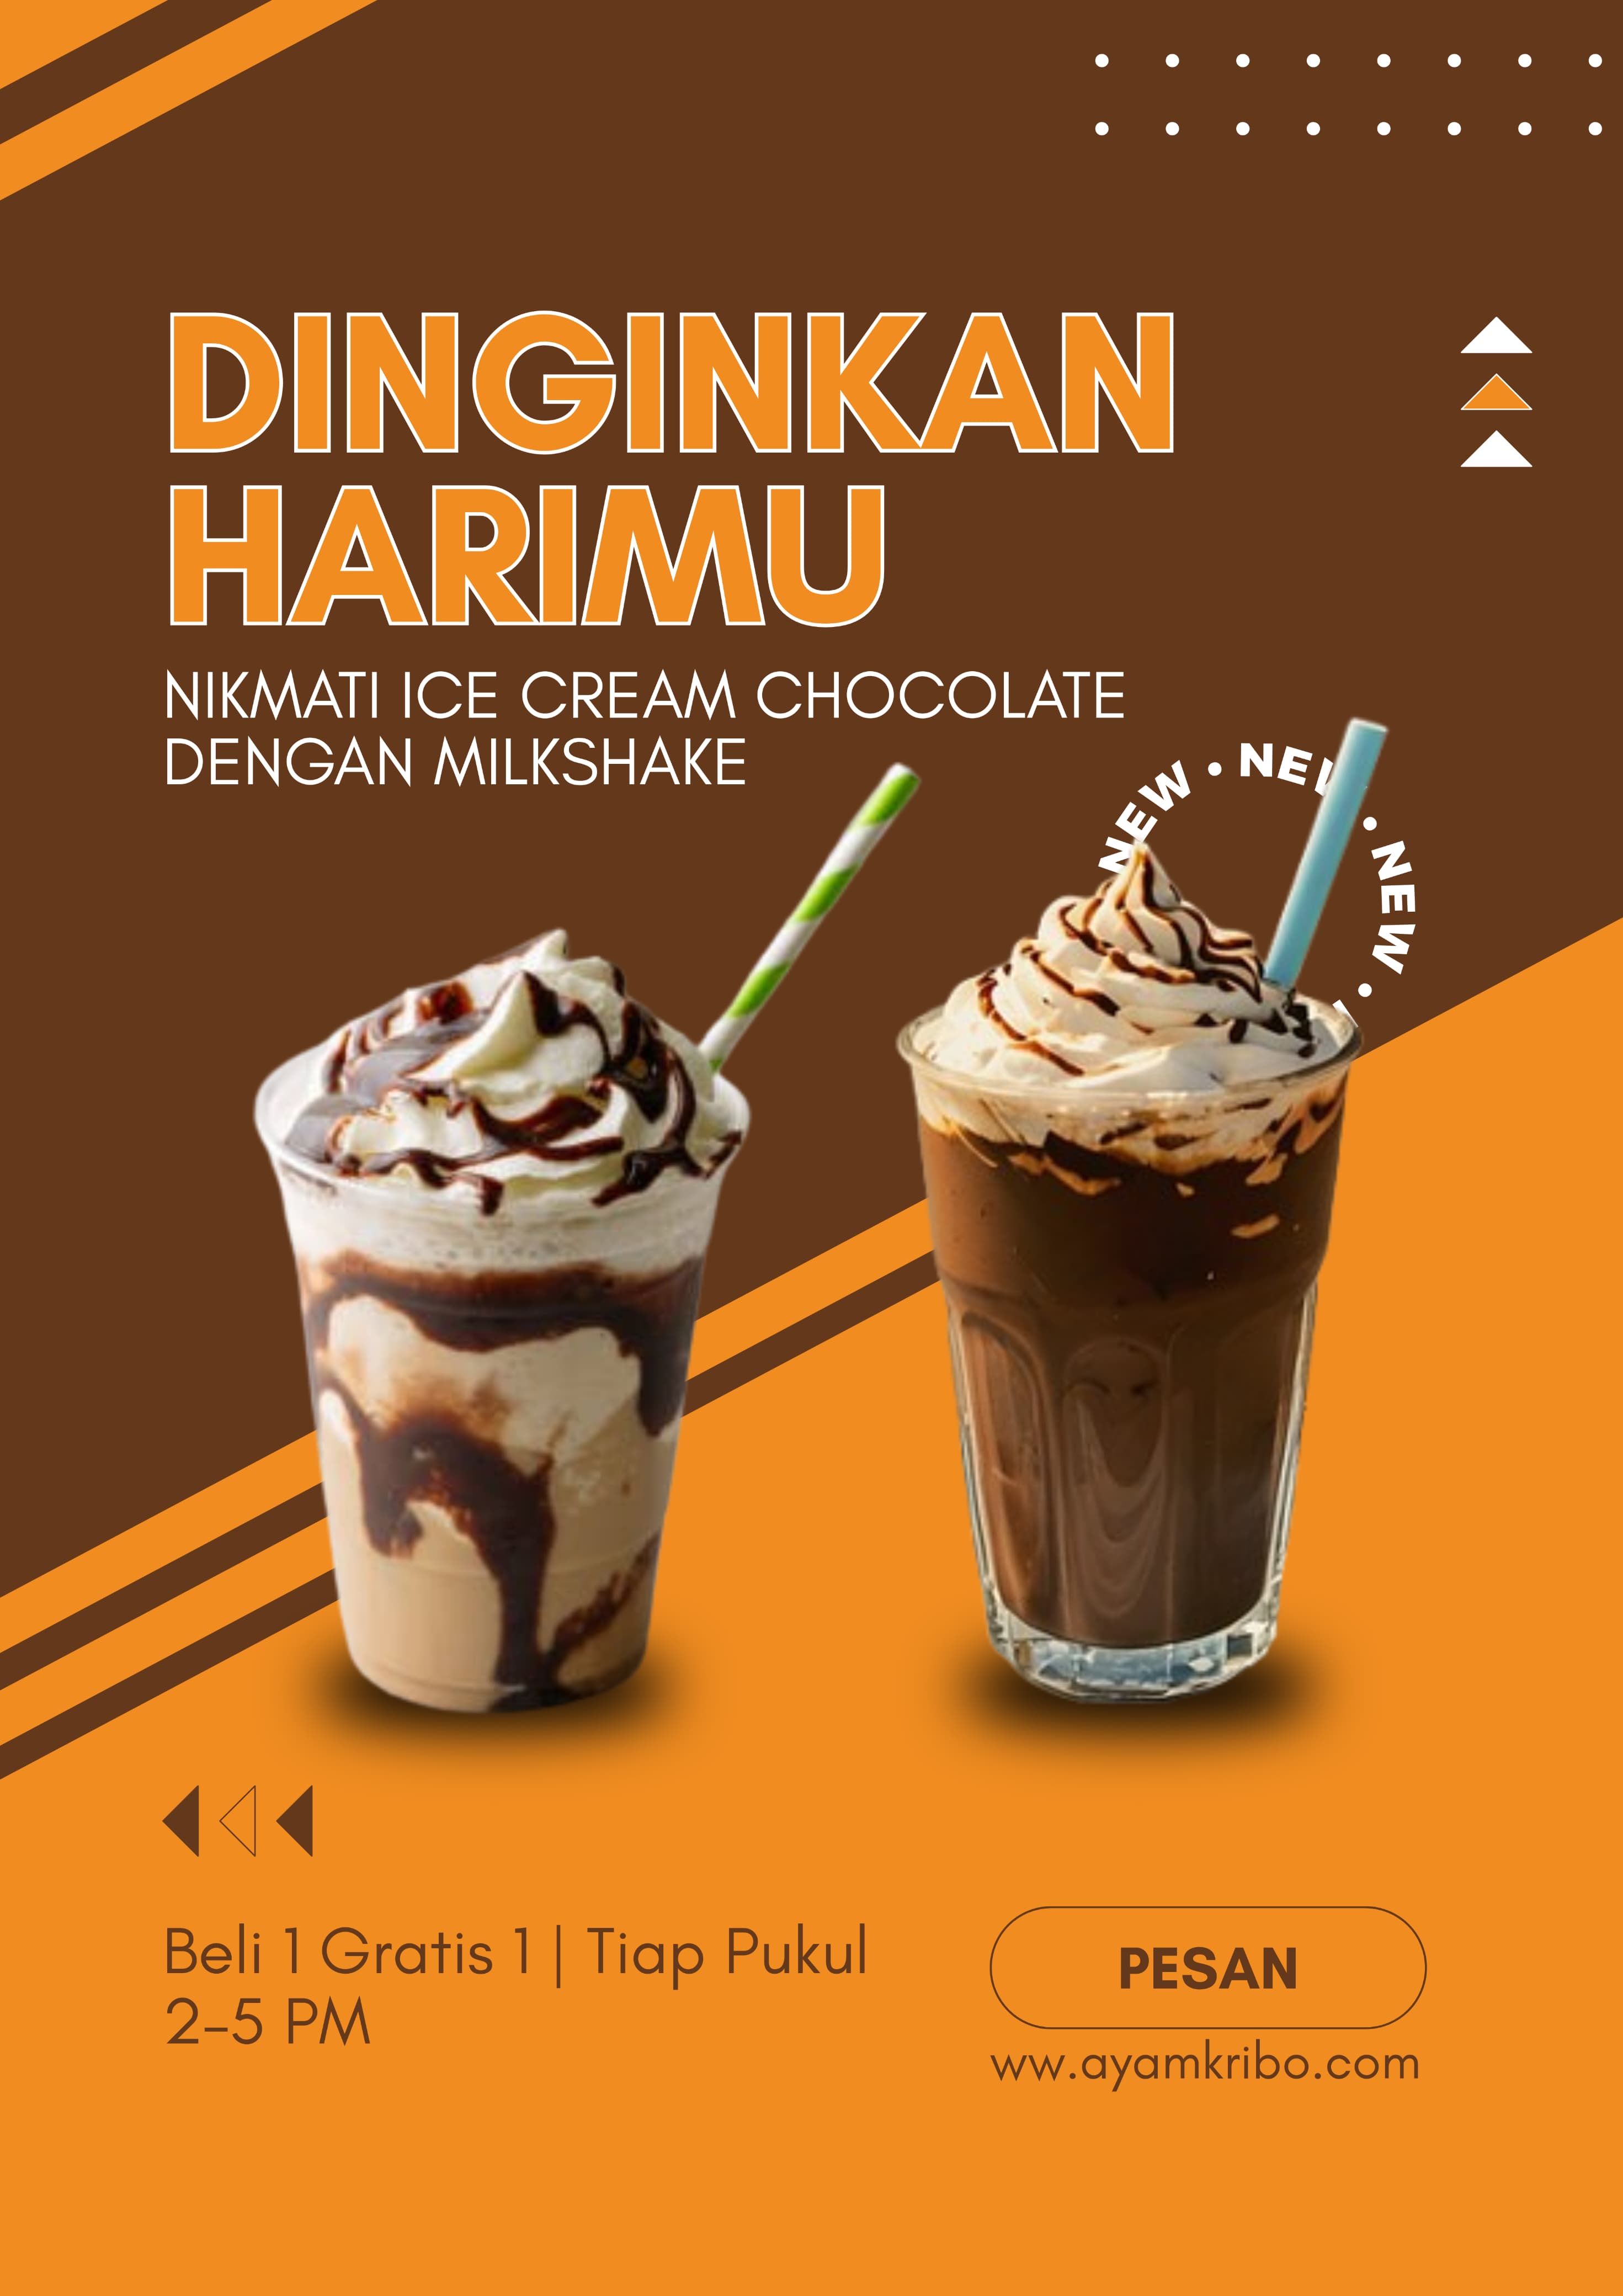 DINGINKAN
HARIMU
NIKMATI ICE CREAM CHOCOLATE
DENGAN MILKSHAKE
NEW • NEW • NEW •
Beli 1 Gratis 1 | Tiap Pukul
2–5 PM
PESAN
ww.ayamkribo.com